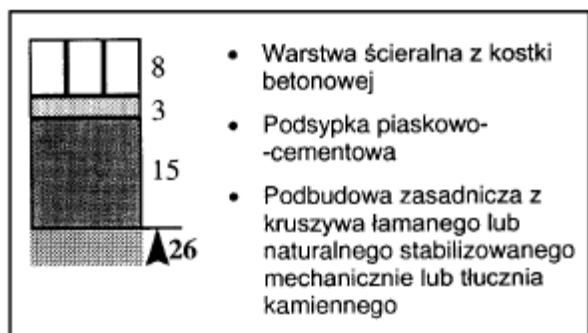 8
3
15
26
• Warstwa ścieralna z kostki
betonowej
• Podsypka piaskowo-
-cementowa
• Podbudowa zasadnicza z
kruszywa łamanego lub
naturalnego stabilizowanego
mechanicznie lub tłucznia
kamiennego